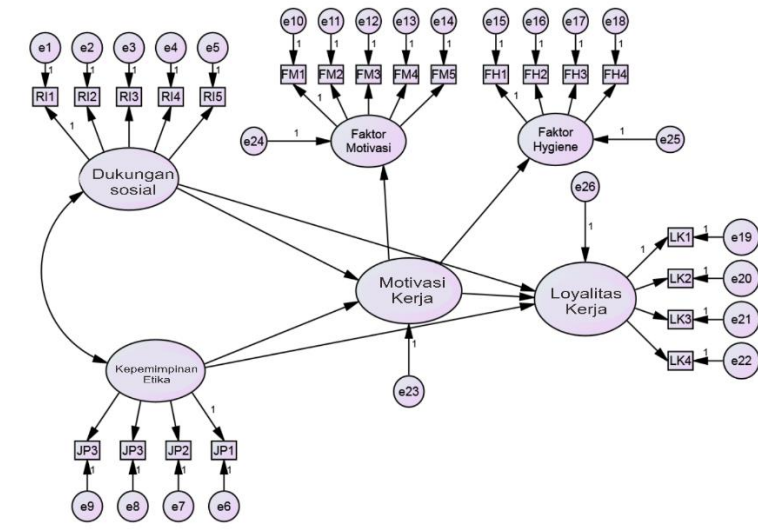 e10 e11 e12 e13 e14 e15 e16 e17 e18
1 1 1 1 1 1 1 1 1
e1 e2 e3 e4 e5
1 1 1 1 1
FM1 FM2 FM3 FM4 FM5 FH1 FH2 FH3 FH4
RI1 RI2 RI3 RI4 RI5
1 1 1
e24 1 Faktor
Motivasi
Faktor
Hygiene
1 e25
Dukungan
sosial
e26
1
LK1 1 e19
1
LK2 1 e20
LK3 1 e21
LK4 1 e22
Motivasi
Kerja
Loyalitas
Kerja
1
e23
Kepemimpinan
Etika
1
JP3 JP3 JP2 JP1
1 1 1 1
e9 e8 e7 e6